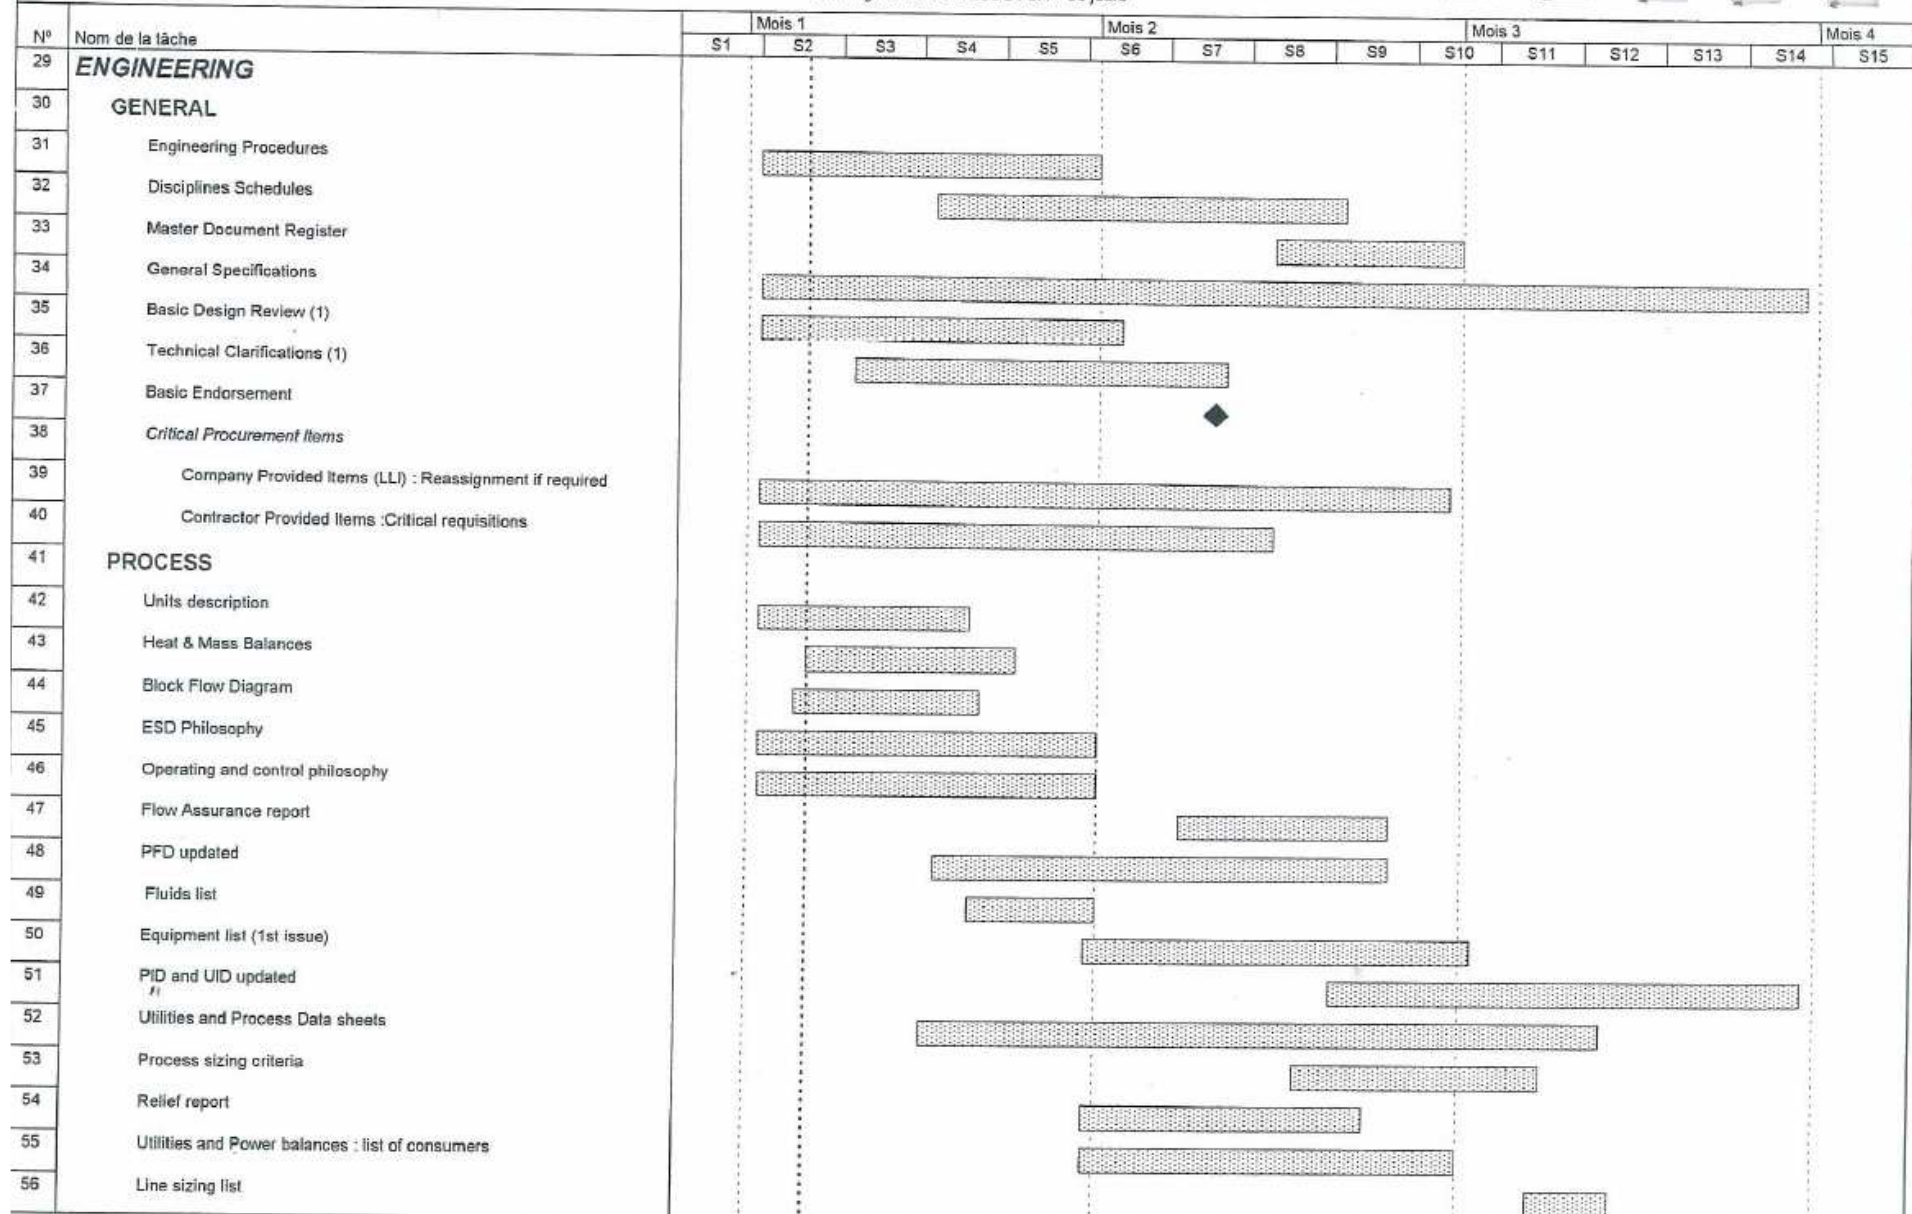 Mois 1 Mois 2 Mois 3 Mois 4
Nº Nom de la tâche S1 S2 S3 S4 S5 S6 S7 S8 S9 S10 S11 S12 S13 S14 S15
29 ENGINEERING
30 GENERAL
31 Engineering Procedures
32 Disciplines Schedules
33 Master Document Register
34 General Specifications
35 Basic Design Review (1)
36 Technical Clarifications (1)
37 Basic Endorsement
38 Critical Procurement Items
39 Company Provided Items (LLI) : Reassignment if required
40 Contractor Provided Items :Critical requisitions
41 PROCESS
42 Units description
43 Heat & Mass Balances
44 Block Flow Diagram
45 ESD Philosophy
46 Operating and control philosophy
47 Flow Assurance report
48 PFD updated
49 Fluids list
50 Equipment list (1st issue)
51 PID and UID updated
52 Utilities and Process Data sheets
53 Process sizing criteria
54 Relief report
55 Utilities and Power balances : list of consumers
56 Line sizing list